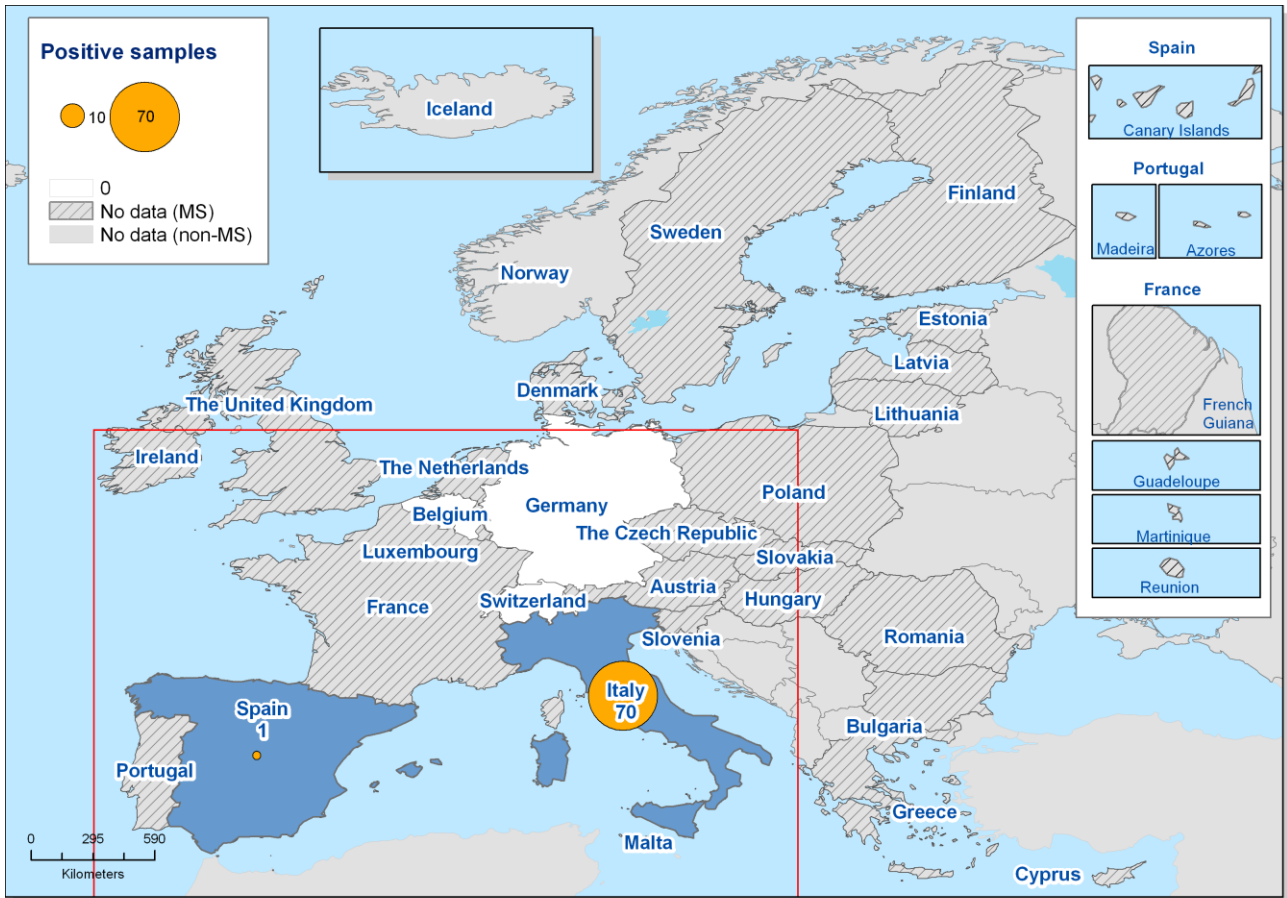 Positive samples
10
70
0
No data (MS)
No data (non-MS)
Iceland
Spain
Canary Islands
Portugal
Madeira
Azores
France
French
Guiana
Guadeloupe
Martinique
Reunion
Finland
Sweden
Norway
Estonia
Latvia
Denmark
Lithuania
The United Kingdom
Ireland
The Netherlands
Poland
Germany
Belgium
The Czech Republic
Luxembourg
Slovakia
Austria
Hungary
Switzerland
France
Slovenia
Romania
Italy
70
Spain
1
Bulgaria
Portugal
Greece
Malta
Cyprus
0 295 590
Kilometers